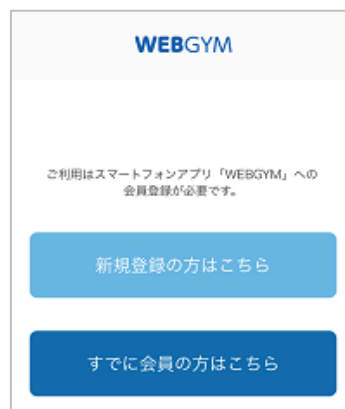 WEBGYM
ご利用はスマートフォンアプリ「WEBGYM」への
会員登録が必要です。
新規登録の方はこちら
すでに会員の方はこちら